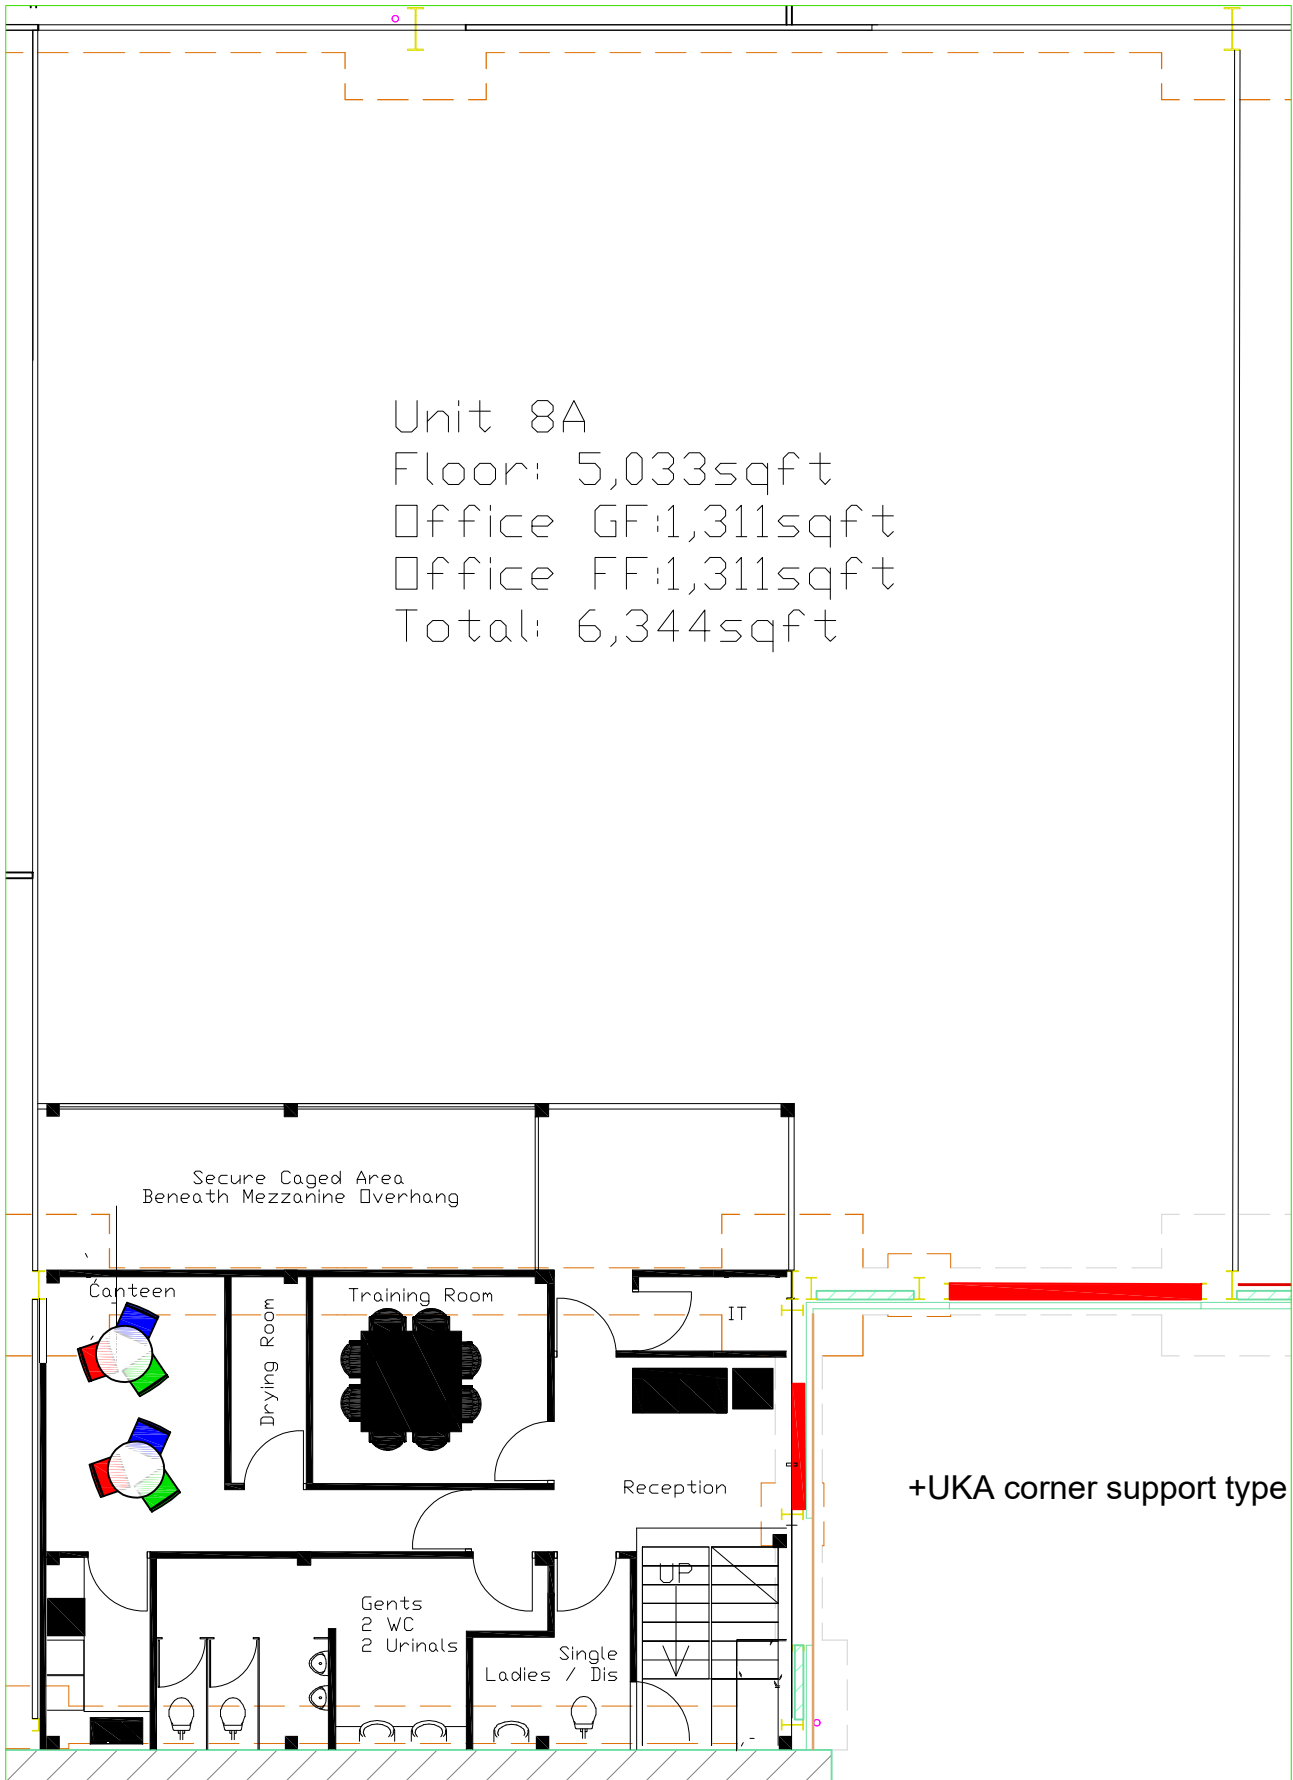 Unit 8A
Floor: 5,033sqft
Office GF:1,311sqft
Office FF:1,311sqft
Total: 6,344sqft
Secure Caged Area
Beneath Mezzanine Overhang
Canteen
Drying Room
Training Room
IT
Reception
+UKA corner support type
UP
Gents
2 WC
2 Urinals
Single
Ladies / Dis